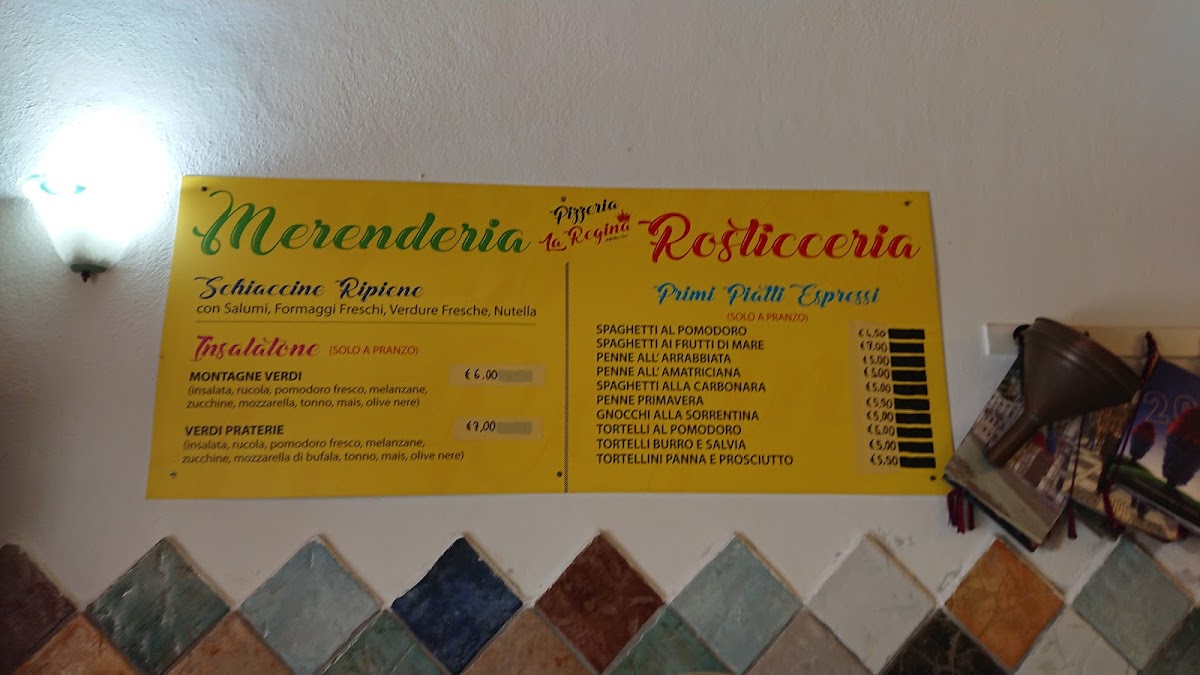 Merenderia
Pizzeria
La Regina
Rosticceria
Schiaccine Ripiene
con Salumi, Formaggi Freschi, Verdure Fresche, Nutella
Insalatone (SOLO A PRANZO)
MONTAGNE VERDI € 6.00
(insalata, rucola, pomodoro fresco, melanzane,
zucchine, mozzarella, tonno, mais, olive nere)
VERDI PRATERIE €7,00
(insalata, rucola, pomodoro fresco, melanzane,
zucchine, mozzarella di bufala, tonno, mais, olive nere)
Primi Piatti Espressi
(SOLO A PRANZO)
SPAGHETTI AL POMODORO € 4.50
SPAGHETTI AI FRUTTI DI MARE € 7.00
PENNE ALL' ARRABBIATA € 5.00
PENNE ALL' AMATRICIANA € 5.00
SPAGHETTI ALLA CARBONARA € 5.00
PENNE PRIMAVERA € 5,50
GNOCCHI ALLA SORRENTINA € 5,00
TORTELLI AL POMODORO € 5,00
TORTELLI BURRO E SALVIA € 5,00
TORTELLINI PANNA E PROSCIUTTO € 5.50
20